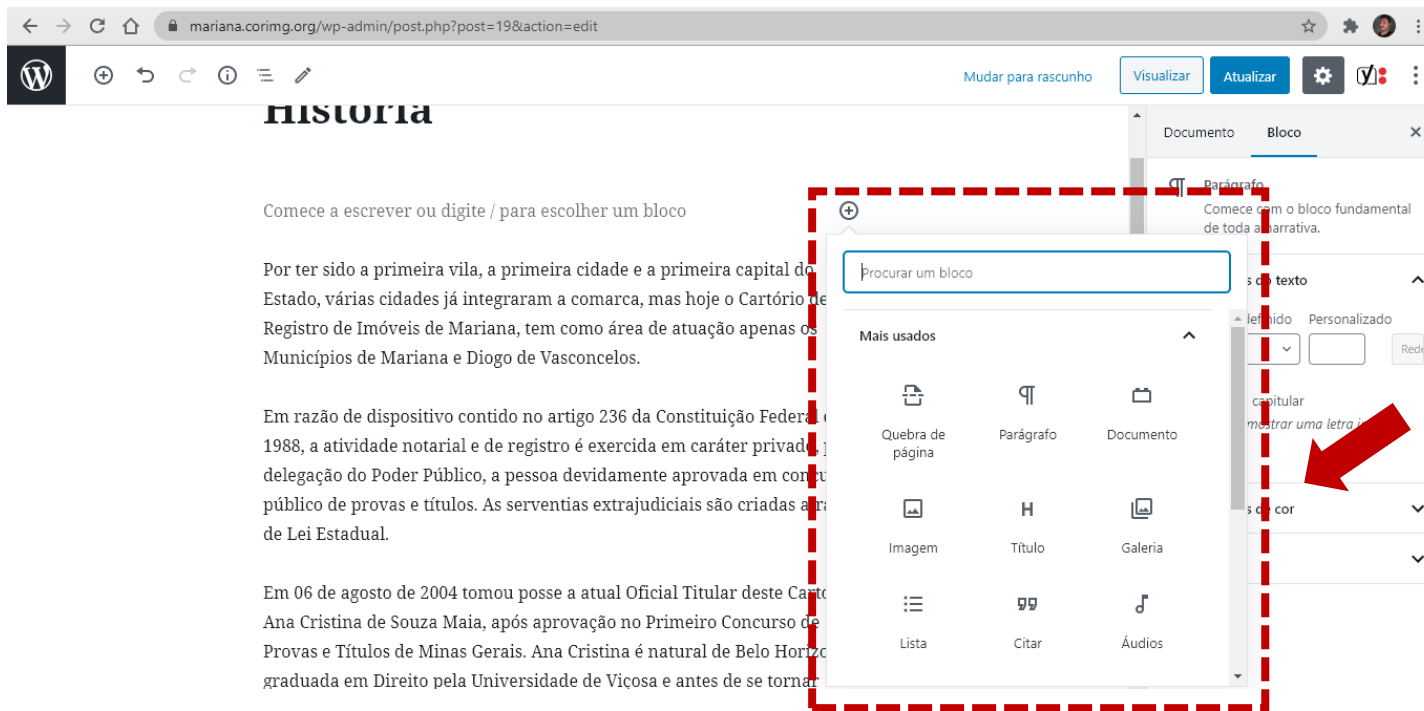 mariana.corimg.org/wp-admin/post.php?post=19&action=edit
Mudar para rascunho
Visualizar
Atualizar
História
Documento
Bloco
Parágrafo
Comece com o bloco fundamental
de toda a narrativa.
Comece a escrever ou digite / para escolher um bloco
Por ter sido a primeira vila, a primeira cidade e a primeira capital do
Estado, várias cidades já integraram a comarca, mas hoje o Cartório de
Registro de Imóveis de Mariana, tem como área de atuação apenas os
Municípios de Mariana e Diogo de Vasconcelos.
Em razão de dispositivo contido no artigo 236 da Constituição Federal
1988, a atividade notarial e de registro é exercida em caráter privado,
delegação do Poder Público, a pessoa devidamente aprovada em
público de provas e títulos. As serventias extrajudiciais são criadas
de Lei Estadual.
Em 06 de agosto de 2004 tomou posse a atual Oficial Titular deste
Ana Cristina de Souza Maia, após aprovação no Primeiro Concurso de
Provas e Títulos de Minas Gerais. Ana Cristina é natural de Belo
graduada em Direito pela Universidade de Viçosa e antes de se tornar
Procurar um bloco
Mais usados
Quebra de
página
Parágrafo
Documento
Imagem
Título
Galeria
Lista
Citar
Áudios
do texto
Personalizado
capitular
mostrar uma letra
de cor